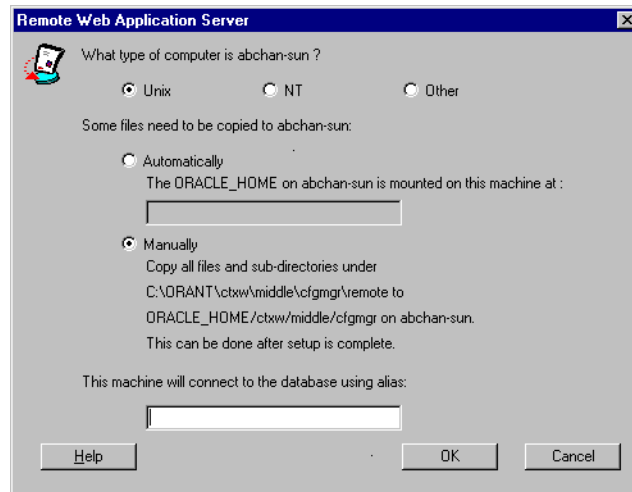 Remote Web Application Server
What type of computer is abchan-sun ?
Unix NT Other
Some files need to be copied to abchan-sun:
Automatically
The ORACLE_HOME on abchan-sun is mounted on this machine at :
Manually
Copy all files and sub-directories under
C:\ORANT\ctxw\middle\cfgmgr\remote to
ORACLE_HOME/ctxw/middle/cfgmgr on abchan-sun.
This can be done after setup is complete.
This machine will connect to the database using alias:
Help OK Cancel